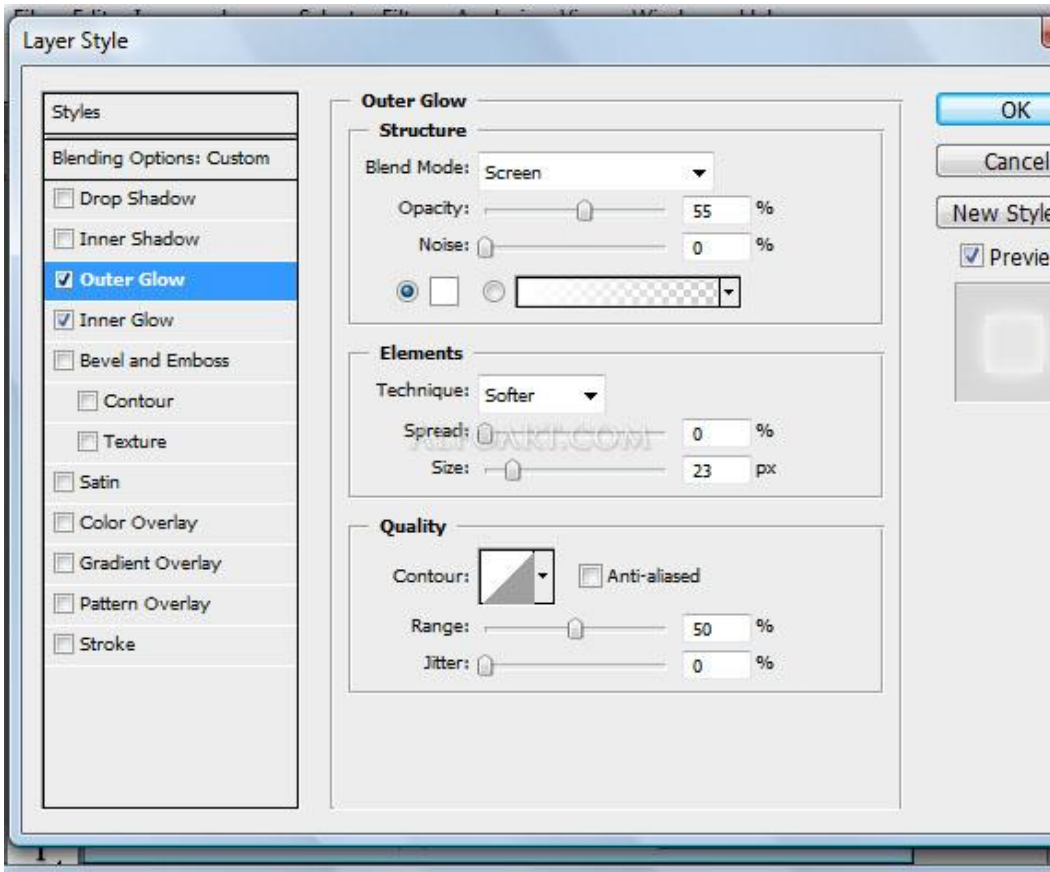 Layer Style
Styles
Blending Options: Custom
Drop Shadow
Inner Shadow
Outer Glow
Inner Glow
Bevel and Emboss
Contour
Texture
Satin
Color Overlay
Gradient Overlay
Pattern Overlay
Stroke
Outer Glow
Structure
Blend Mode: Screen
Opacity: 55 %
Noise: 0 %
Elements
Technique: Softer
Spread: 0 %
Size: 23 px
ALFOART.COM
Quality
Contour: Anti-aliased
Range: 50 %
Jitter: 0 %
OK
Cancel
New Style
Previe